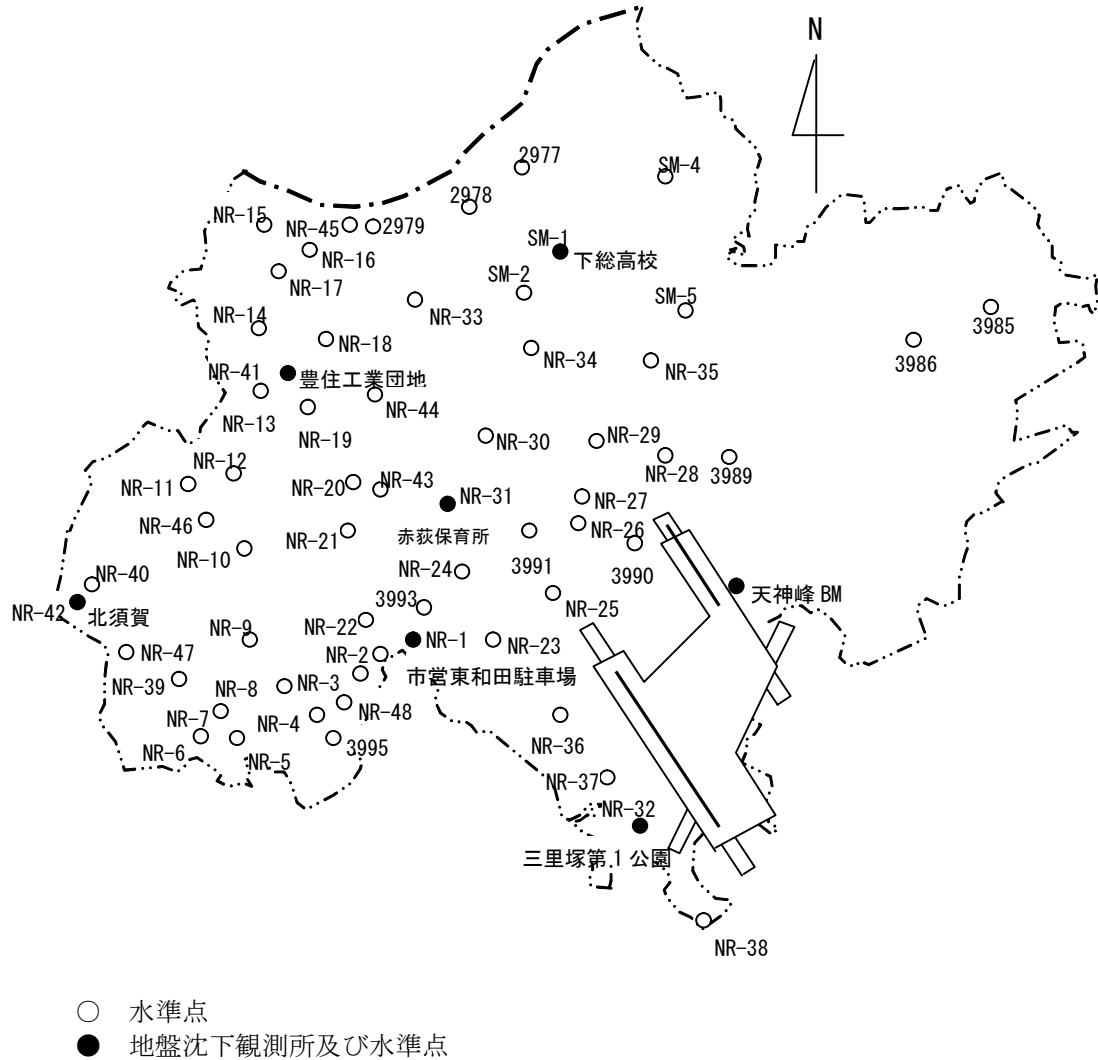 N
2977
SM-4
2978
NR-15
NR-45
2979
SM-1
下総高校
NR-16
SM-2
NR-17
SM-5
NR-33
3985
NR-14
NR-18
NR-34
3986
NR-35
NR-41
豊住工業団地
NR-44
NR-13
NR-19
NR-30
NR-29
NR-12
NR-28
3989
NR-11
NR-20
NR-43
NR-31
NR-27
NR-46
NR-26
NR-21
赤荻保育所
NR-10
3991
3990
NR-40
NR-24
天神峰 BM
NR-42
北須賀
3993
NR-25
NR-22
NR-9
NR-1
NR-23
NR-47
NR-2
市営東和田駐車場
NR-39
NR-8
NR-3
NR-48
NR-7
NR-4
NR-36
NR-6
NR-5
3995
NR-37
NR-32
三里塚第1公園
NR-38
○ 水準点
● 地盤沈下観測所及び水準点